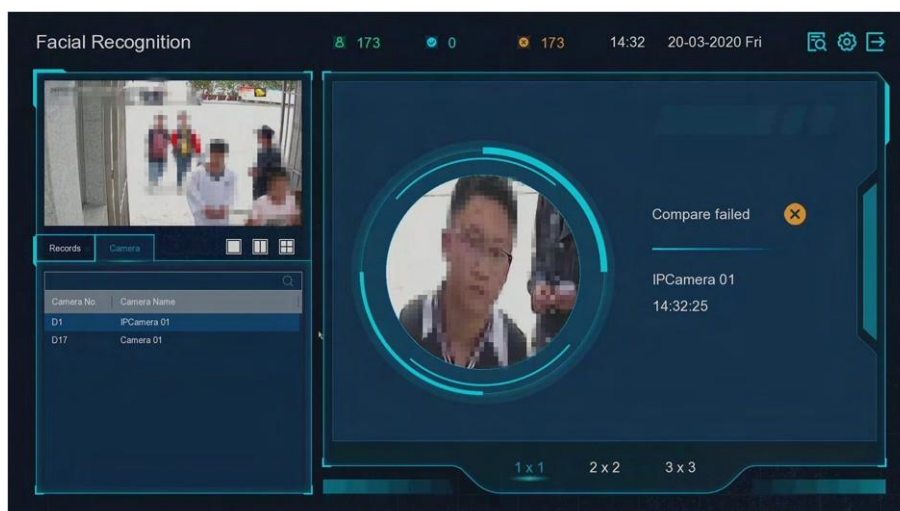 Facial Recognition
173
0
173
14:32
20-03-2020 Fri
Records
Camera
Camera No.
Camera Name
D1
IPCamera 01
D17
Camera 01
Compare failed
IPCamera 01
14:32:25
1 x 1
2 x 2
3 x 3